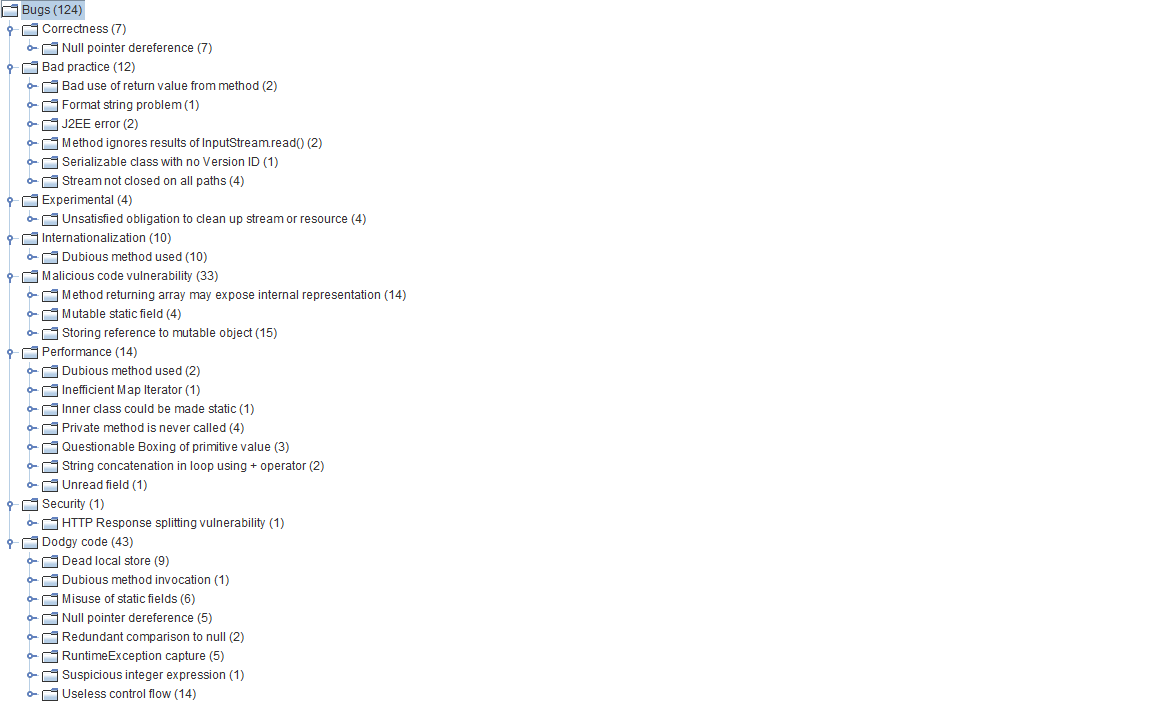 Bugs (124)
Correctness (7)
Null pointer dereference (7)
Bad practice (12)
Bad use of return value from method (2)
Format string problem (1)
J2EE error (2)
Method ignores results of InputStream.read() (2)
Serializable class with no Version ID (1)
Stream not closed on all paths (4)
Experimental (4)
Unsatisfied obligation to clean up stream or resource (4)
Internationalization (10)
Dubious method used (10)
Malicious code vulnerability (33)
Method returning array may expose internal representation (14)
Mutable static field (4)
Storing reference to mutable object (15)
Performance (14)
Dubious method used (2)
Inefficient Map Iterator (1)
Inner class could be made static (1)
Private method is never called (4)
Questionable Boxing of primitive value (3)
String concatenation in loop using + operator (2)
Unread field (1)
Security (1)
HTTP Response splitting vulnerability (1)
Dodgy code (43)
Dead local store (9)
Dubious method invocation (1)
Misuse of static fields (6)
Null pointer dereference (5)
Redundant comparison to null (2)
RuntimeException capture (5)
Suspicious integer expression (1)
Useless control flow (14)